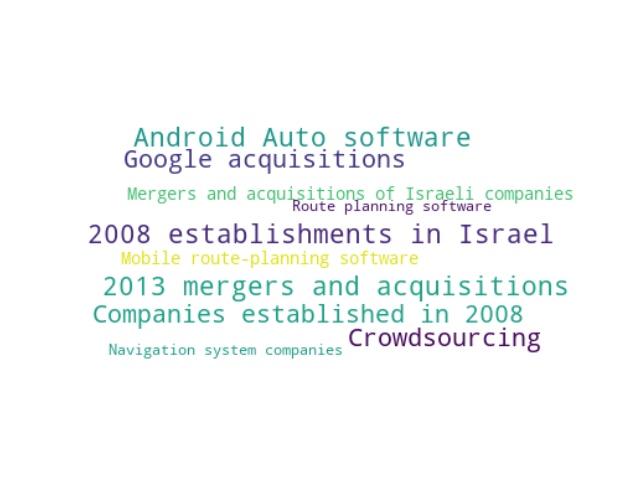 Android Auto software
Google acquisitions
Mergers and acquisitions of Israeli companies
Route planning software
2008 establishments in Israel
Mobile route-planning software
2013 mergers and acquisitions
Companies established in 2008
Crowdsourcing
Navigation system companies